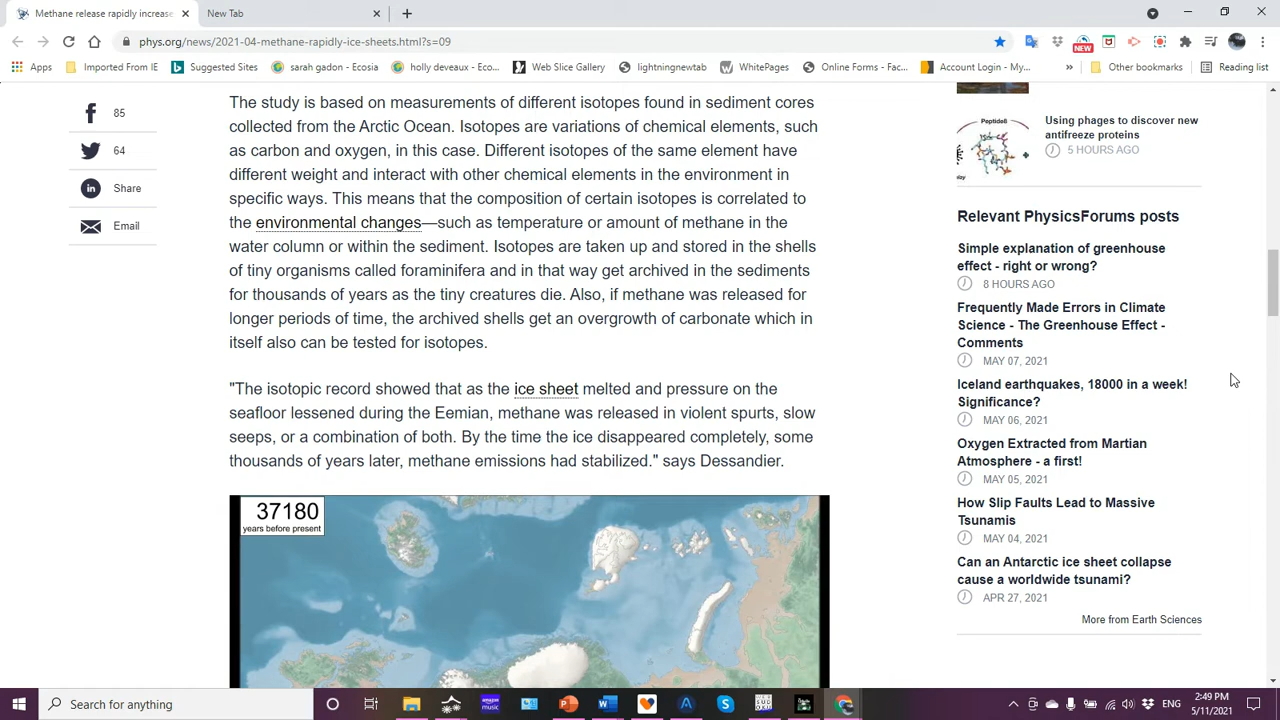 Methane release rapidly increase
New Tab
phys.org/news/2021-04-methane-rapidly-ice-sheets.html?s=09
NEW
Apps
Imported From IE
Suggested Sites
sarah gadon - Ecosia
holly deveaux - Eco...
Web Slice Gallery
lightningnewtab
WhitePages
Online Forms - Fac...
Account Login - My...
»
Other bookmarks
Reading list
85
64
Share
Email
The study is based on measurements of different isotopes found in sediment cores
collected from the Arctic Ocean. Isotopes are variations of chemical elements, such
as carbon and oxygen, in this case. Different isotopes of the same element have
different weight and interact with other chemical elements in the environment in
specific ways. This means that the composition of certain isotopes is correlated to
the environmental changes—such as temperature or amount of methane in the
water column or within the sediment. Isotopes are taken up and stored in the shells
of tiny organisms called foraminifera and in that way get archived in the sediments
for thousands of years as the tiny creatures die. Also, if methane was released for
longer periods of time, the archived shells get an overgrowth of carbonate which in
itself also can be tested for isotopes.
"The isotopic record showed that as the ice sheet melted and pressure on the
seafloor lessened during the Eemian, methane was released in violent spurts, slow
seeps, or a combination of both. By the time the ice disappeared completely, some
thousands of years later, methane emissions had stabilized." says Dessandier.
37180
years before present
Peptidoll
Using phages to discover new
antifreeze proteins
5 HOURS AGO
Relevant PhysicsForums posts
Simple explanation of greenhouse
effect - right or wrong?
8 HOURS AGO
Frequently Made Errors in Climate
Science - The Greenhouse Effect -
Comments
MAY 07, 2021
Iceland earthquakes, 18000 in a week!
Significance?
MAY 06, 2021
Oxygen Extracted from Martian
Atmosphere - a first!
MAY 05, 2021
How Slip Faults Lead to Massive
Tsunamis
MAY 04, 2021
Can an Antarctic ice sheet collapse
cause a worldwide tsunami?
APR 27, 2021
More from Earth Sciences
Search for anything
ENG
2:49 PM
5/11/2021